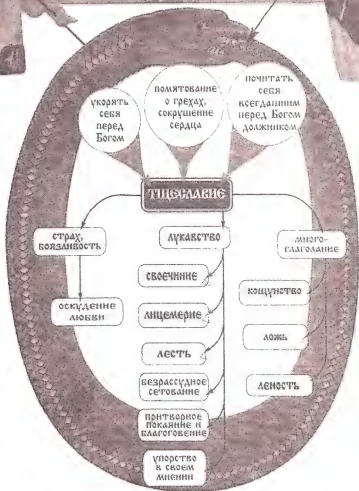 укорять
себя
перед
Богом
помятование
о грехах,
сокрушение
сердца
почитать
себя
всегдашним
перед Богом
должником
ТЩЕСЛАВИЕ
страх,
боязливость
оскудение
любви
лукавство
своечиние
лицемерие
лесть
безрассудное
сетование
притворное
покаяние и
благоговение
упорство
в своем
мнении
много-
глаголание
кощунство
ложь
леность